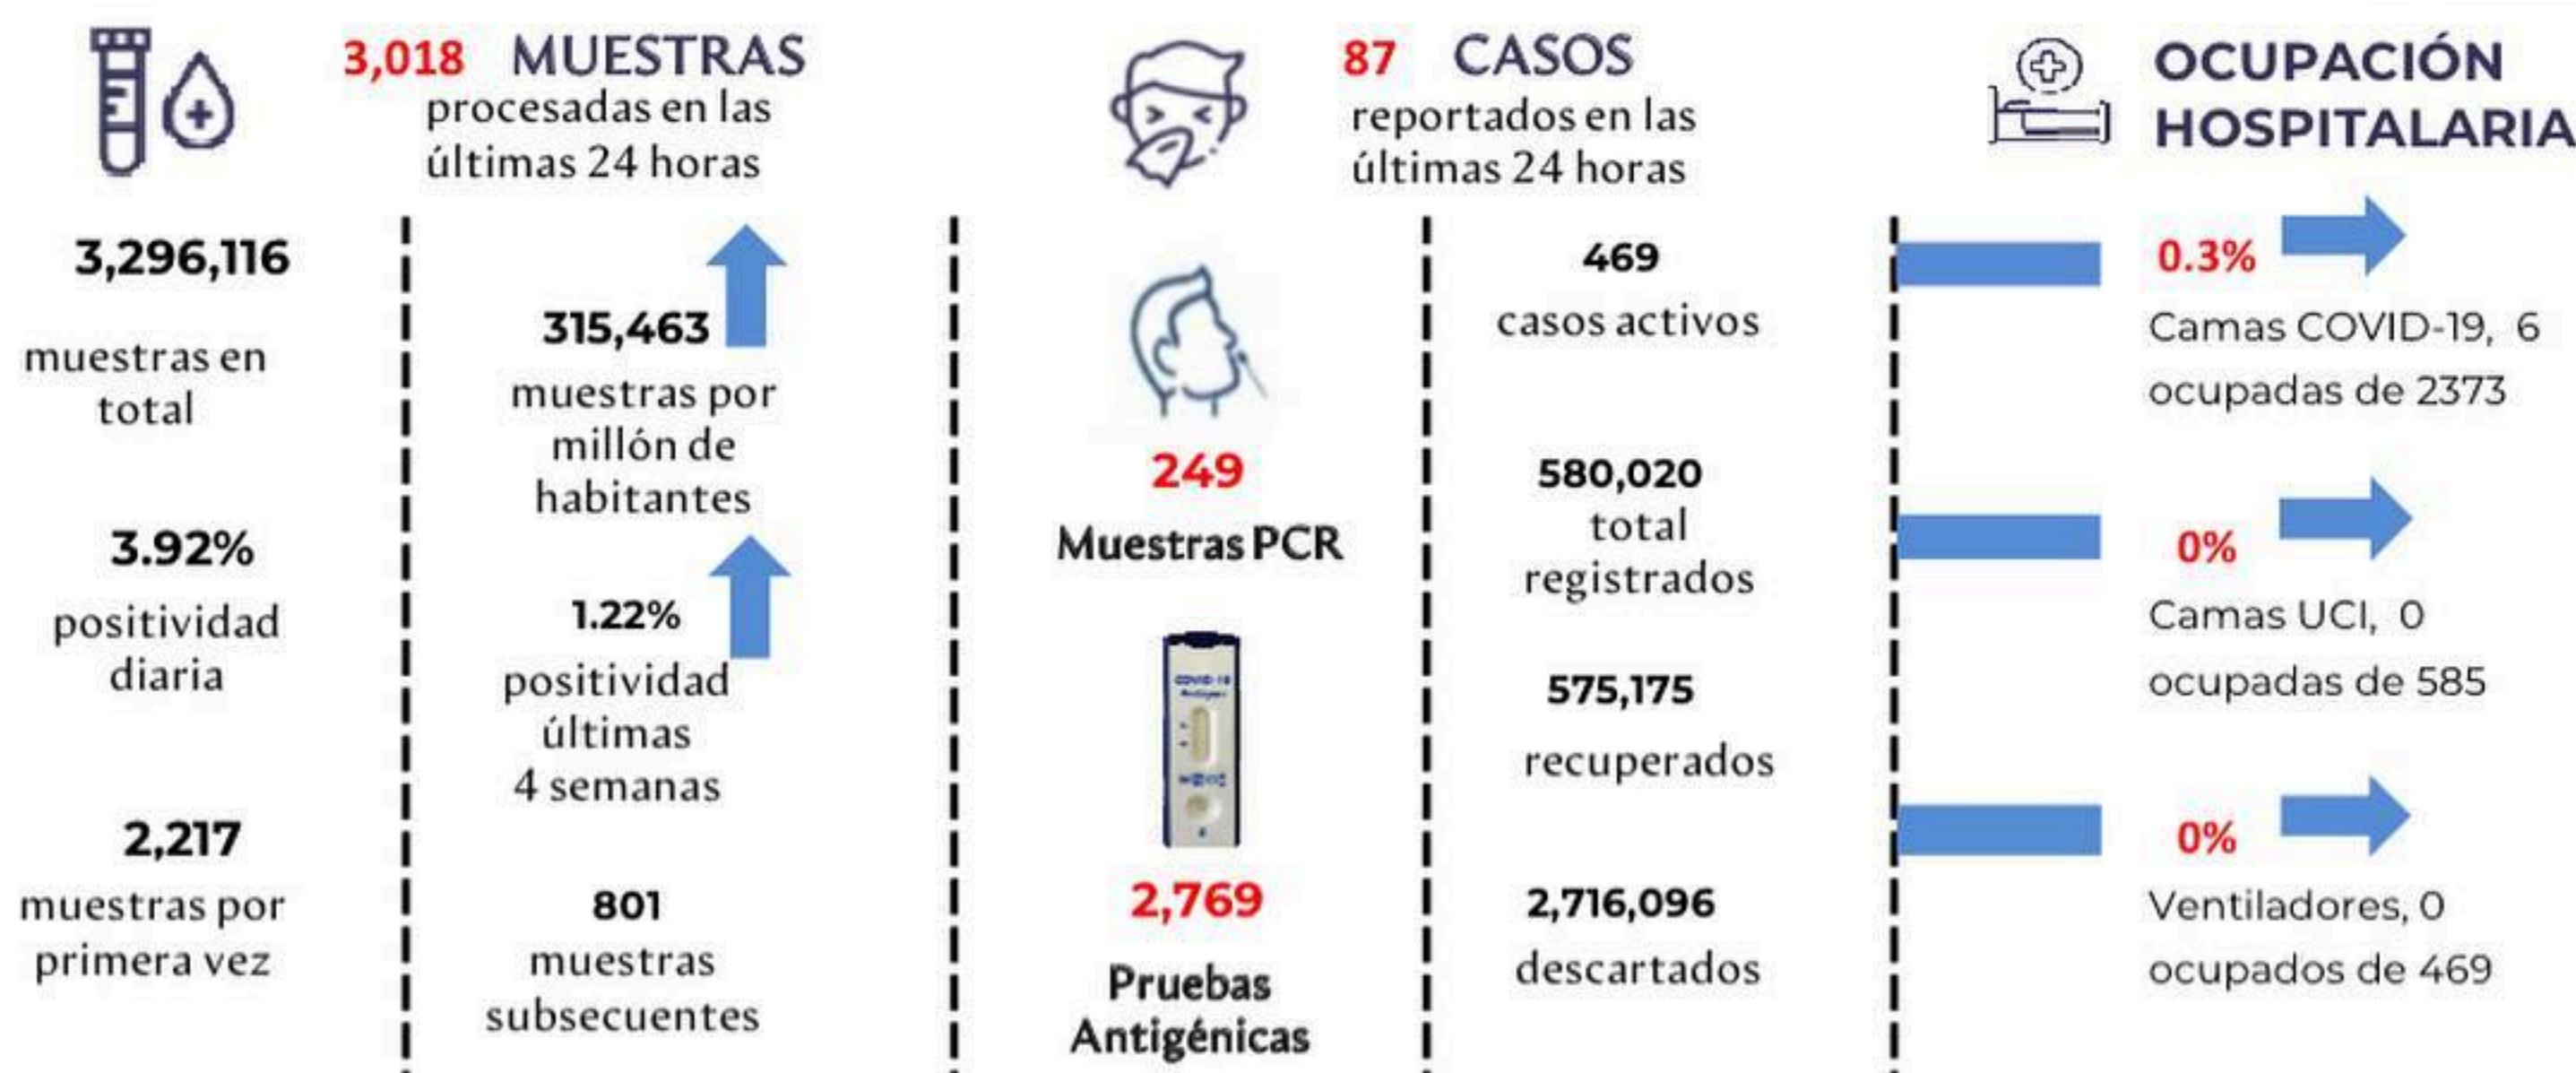 3,018 MUESTRAS
procesadas en las
últimas 24 horas
3,296,116
muestras en
total
3.92%
positividad
diaria
2,217
muestras por
primera vez
315,463
muestras por
millón de
habitantes
1.22%
positividad
últimas
4 semanas
801
muestras
subsecuentes
87 CASOS
reportados en las
últimas 24 horas
249
Muestras PCR
COVID-19
2,769
Pruebas
Antigénicas
469
casos activos
580,020
total
registrados
575,175
recuperados
2,716,096
descartados
OCUPACIÓN
HOSPITALARIA
0.3%
Camas COVID-19, 6
ocupadas de 2373
0%
Camas UCI, 0
ocupadas de 585
0%
Ventiladores, 0
ocupados de 469